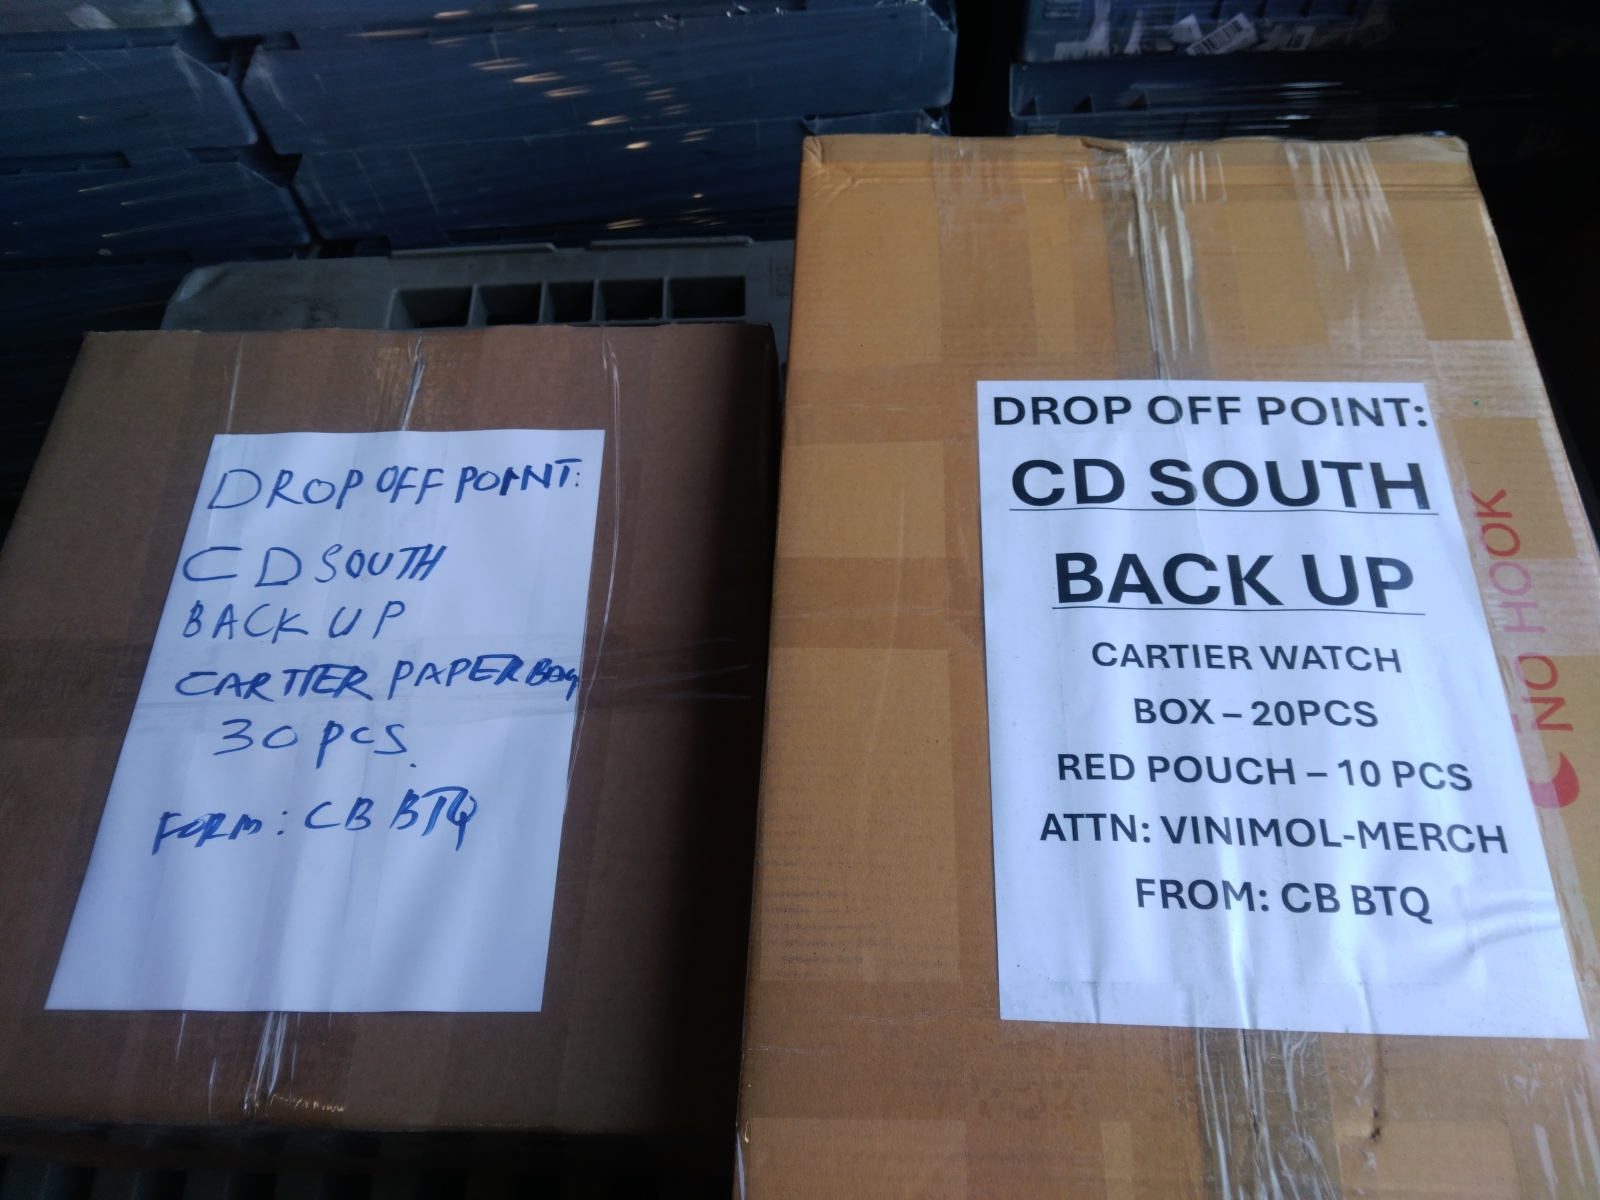 DROP OFF POINT:
CD SOUTH
BACK UP
CARTIER PAPER BAG
30 pcs.
FORM: CB BTQ
DROP OFF POINT:
CD SOUTH
BACK UP
CARTIER WATCH
BOX – 20PCS
RED POUCH – 10 PCS
ATTN: VINIMOL-MERCH
FROM: CB BTQ
NO HOOK